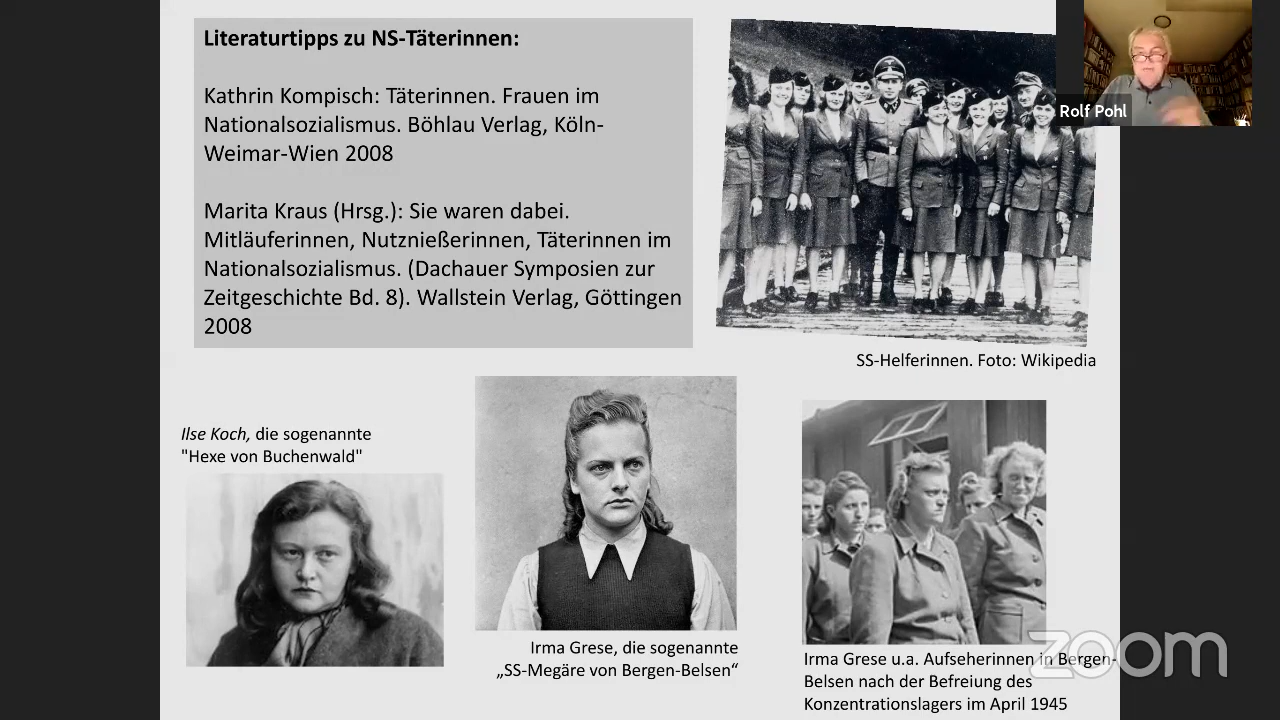 Literaturtipps zu NS-Täterinnen:
Kathrin Kompisch: Täterinnen. Frauen im
Nationalsozialismus. Böhlau Verlag, Köln-
Weimar-Wien 2008
Marita Kraus (Hrsg.): Sie waren dabei.
Mitläuferinnen, Nutznießerinnen, Täterinnen im
Nationalsozialismus. (Dachauer Symposien zur
Zeitgeschichte Bd. 8). Wallstein Verlag, Göttingen
2008
Rolf Pohl
SS-Helferinnen. Foto: Wikipedia
Ilse Koch, die sogenannte
"Hexe von Buchenwald"
Irma Grese, die sogenannte
„SS-Megäre von Bergen-Belsen“
Irma Grese u.a. Aufseherinnen in Bergen-
Belsen nach der Befreiung des
Konzentrationslagers im April 1945
zoom